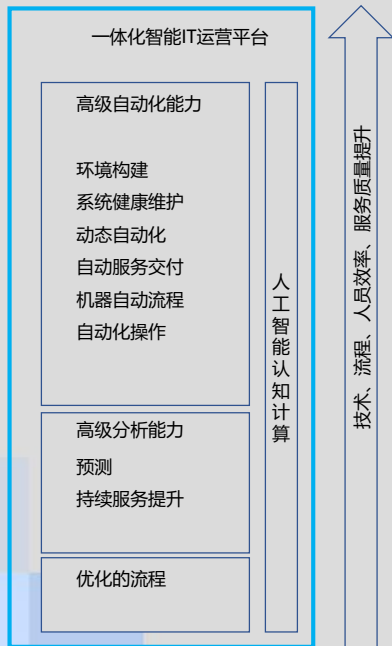 一体化智能IT运营平台
高级自动化能力
环境构建
系统健康维护
动态自动化
自动服务交付
机器自动流程
自动化操作
高级分析能力
预测
持续服务提升
优化的流程
人工智能认知计算
技术、流程、人员效率、服务质量提升